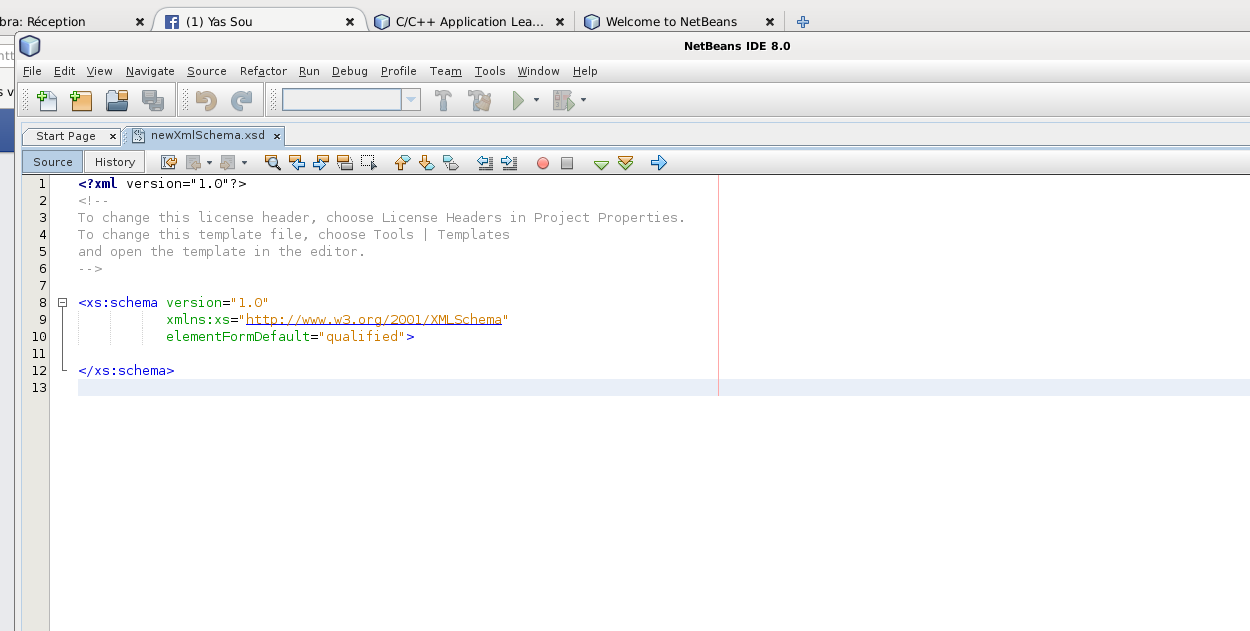 bra: Réception
(1) Yas Sou
C/C++ Application Lea...
Welcome to NetBeans
NetBeans IDE 8.0
File Edit View Navigate Source Refactor Run Debug Profile Team Tools Window Help
Start Page
newXmlSchema.xsd
Source History
1 <?xml version="1.0"?>
2 <!--
3 To change this license header, choose License Headers in Project Properties.
4 To change this template file, choose Tools | Templates
5 and open the template in the editor.
6 -->
7
8 <xs:schema version="1.0"
9 xmlns:xs="http://www.w3.org/2001/XMLSchema"
10 elementFormDefault="qualified">
11
12 </xs:schema>
13